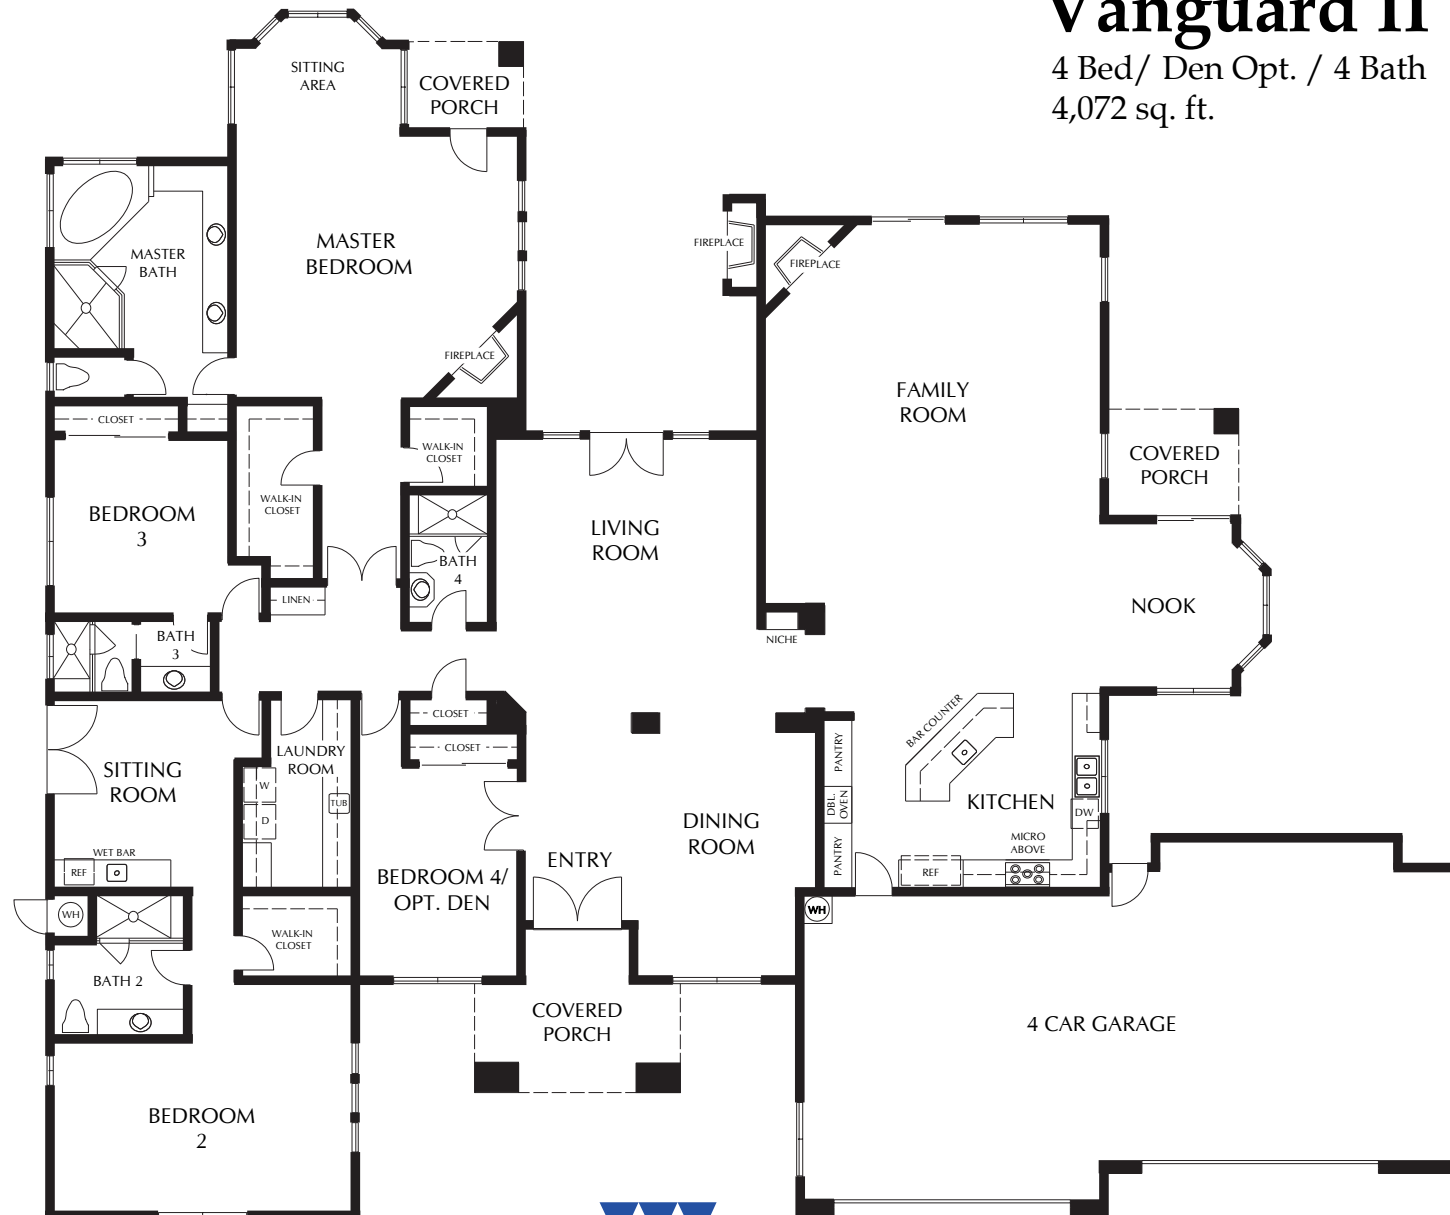 Vanguard II
4 Bed/ Den Opt. / 4 Bath
4,072 sq. ft.
SITTING
AREA
COVERED
PORCH
MASTER
BATH
MASTER
BEDROOM
FIREPLACE
FIREPLACE
FIREPLACE
FAMILY
ROOM
CLOSET
WALK-IN
CLOSET
WALK-IN
CLOSET
COVERED
PORCH
BEDROOM
3
LIVING
ROOM
BATH
4
LINEN
NOOK
BATH
3
NICHE
CLOSET
BAR COUNTER
CLOSET
LAUNDRY
ROOM
SITTING
ROOM
W
D
TUB
PANTRY
DBL.
OVEN
PANTRY
KITCHEN
DW
MICRO
ABOVE
REF
DINING
ROOM
ENTRY
WET BAR
REF
BEDROOM 4/
OPT. DEN
WH
WH
WALK-IN
CLOSET
BATH 2
COVERED
PORCH
4 CAR GARAGE
BEDROOM
2